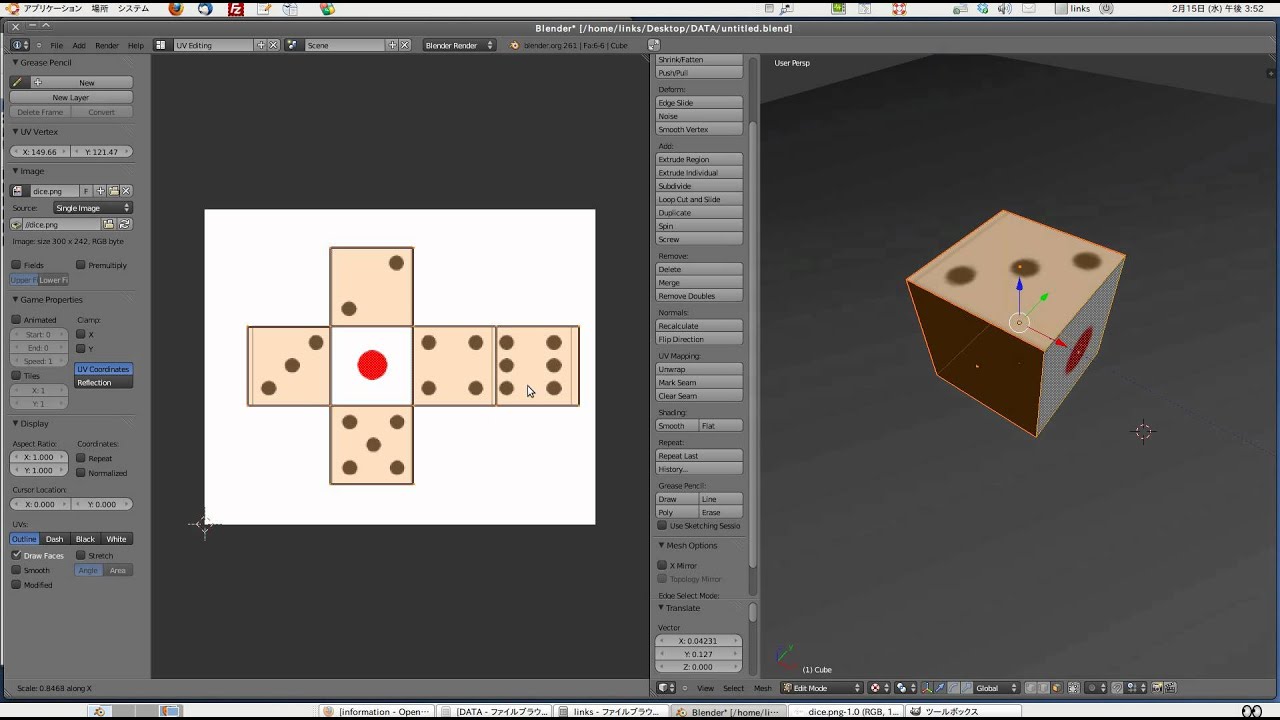 アプリケーション 場所 システム
links
2月15日 (水) 午後 3:52
Blender* [/home/links/Desktop/DATA/untitled.blend]
File Add Render Help
UV Editing
Scene
Blender Render
blender.org 261 | Fa:6-6 | Cube
Grease Pencil
New
New Layer
Delete Frame Convert
UV Vertex
X: 149.66 Y: 121.47
Image
dice.png F
Source: Single Image
//dice.png
Image: size 300 x 242, RGB byte
Fields Premultiply
Upper Fi Lower Fi
Game Properties
Animated Clamp:
Start: 0 X
End: 0 Y
Speed: 1
Tiles UV Coordinates
X: 1 Reflection
Y: 1
Display
Aspect Ratio:
X: 1.000 Repeat
Y: 1.000 Normalized
Cursor Location:
X: 0.000 Y: 0.000
UVs:
Outline Dash Black White
Draw Faces Stretch
Smooth Angle Area
Modified
Scale: 0.8468 along X
Shrink/Fatten
Push/Pull
Deform:
Edge Slide
Noise
Smooth Vertex
Add:
Extrude Region
Extrude Individual
Subdivide
Loop Cut and Slide
Duplicate
Spin
Screw
Remove:
Delete
Merge
Remove Doubles
Normals:
Recalculate
Flip Direction
UV Mapping:
Unwrap
Mark Seam
Clear Seam
Shading:
Smooth Flat
Repeat:
Repeat Last
History...
Grease Pencil:
Draw Line
Poly Erase
Use Sketching Sessio
Mesh Options
X Mirror
Topology Mirror
Edge Select Mode:
Translate
Vector
X: 0.04231
Y: 0.127
Z: 0.000
User Persp
(1) Cube
View Select Mesh Edit Mode Global
[information - Open... [DATA - ファイルブラウ... links - ファイルブラウ... Blender* [/home/li... dice.png-1.0 (RGB, 1... ツールボックス